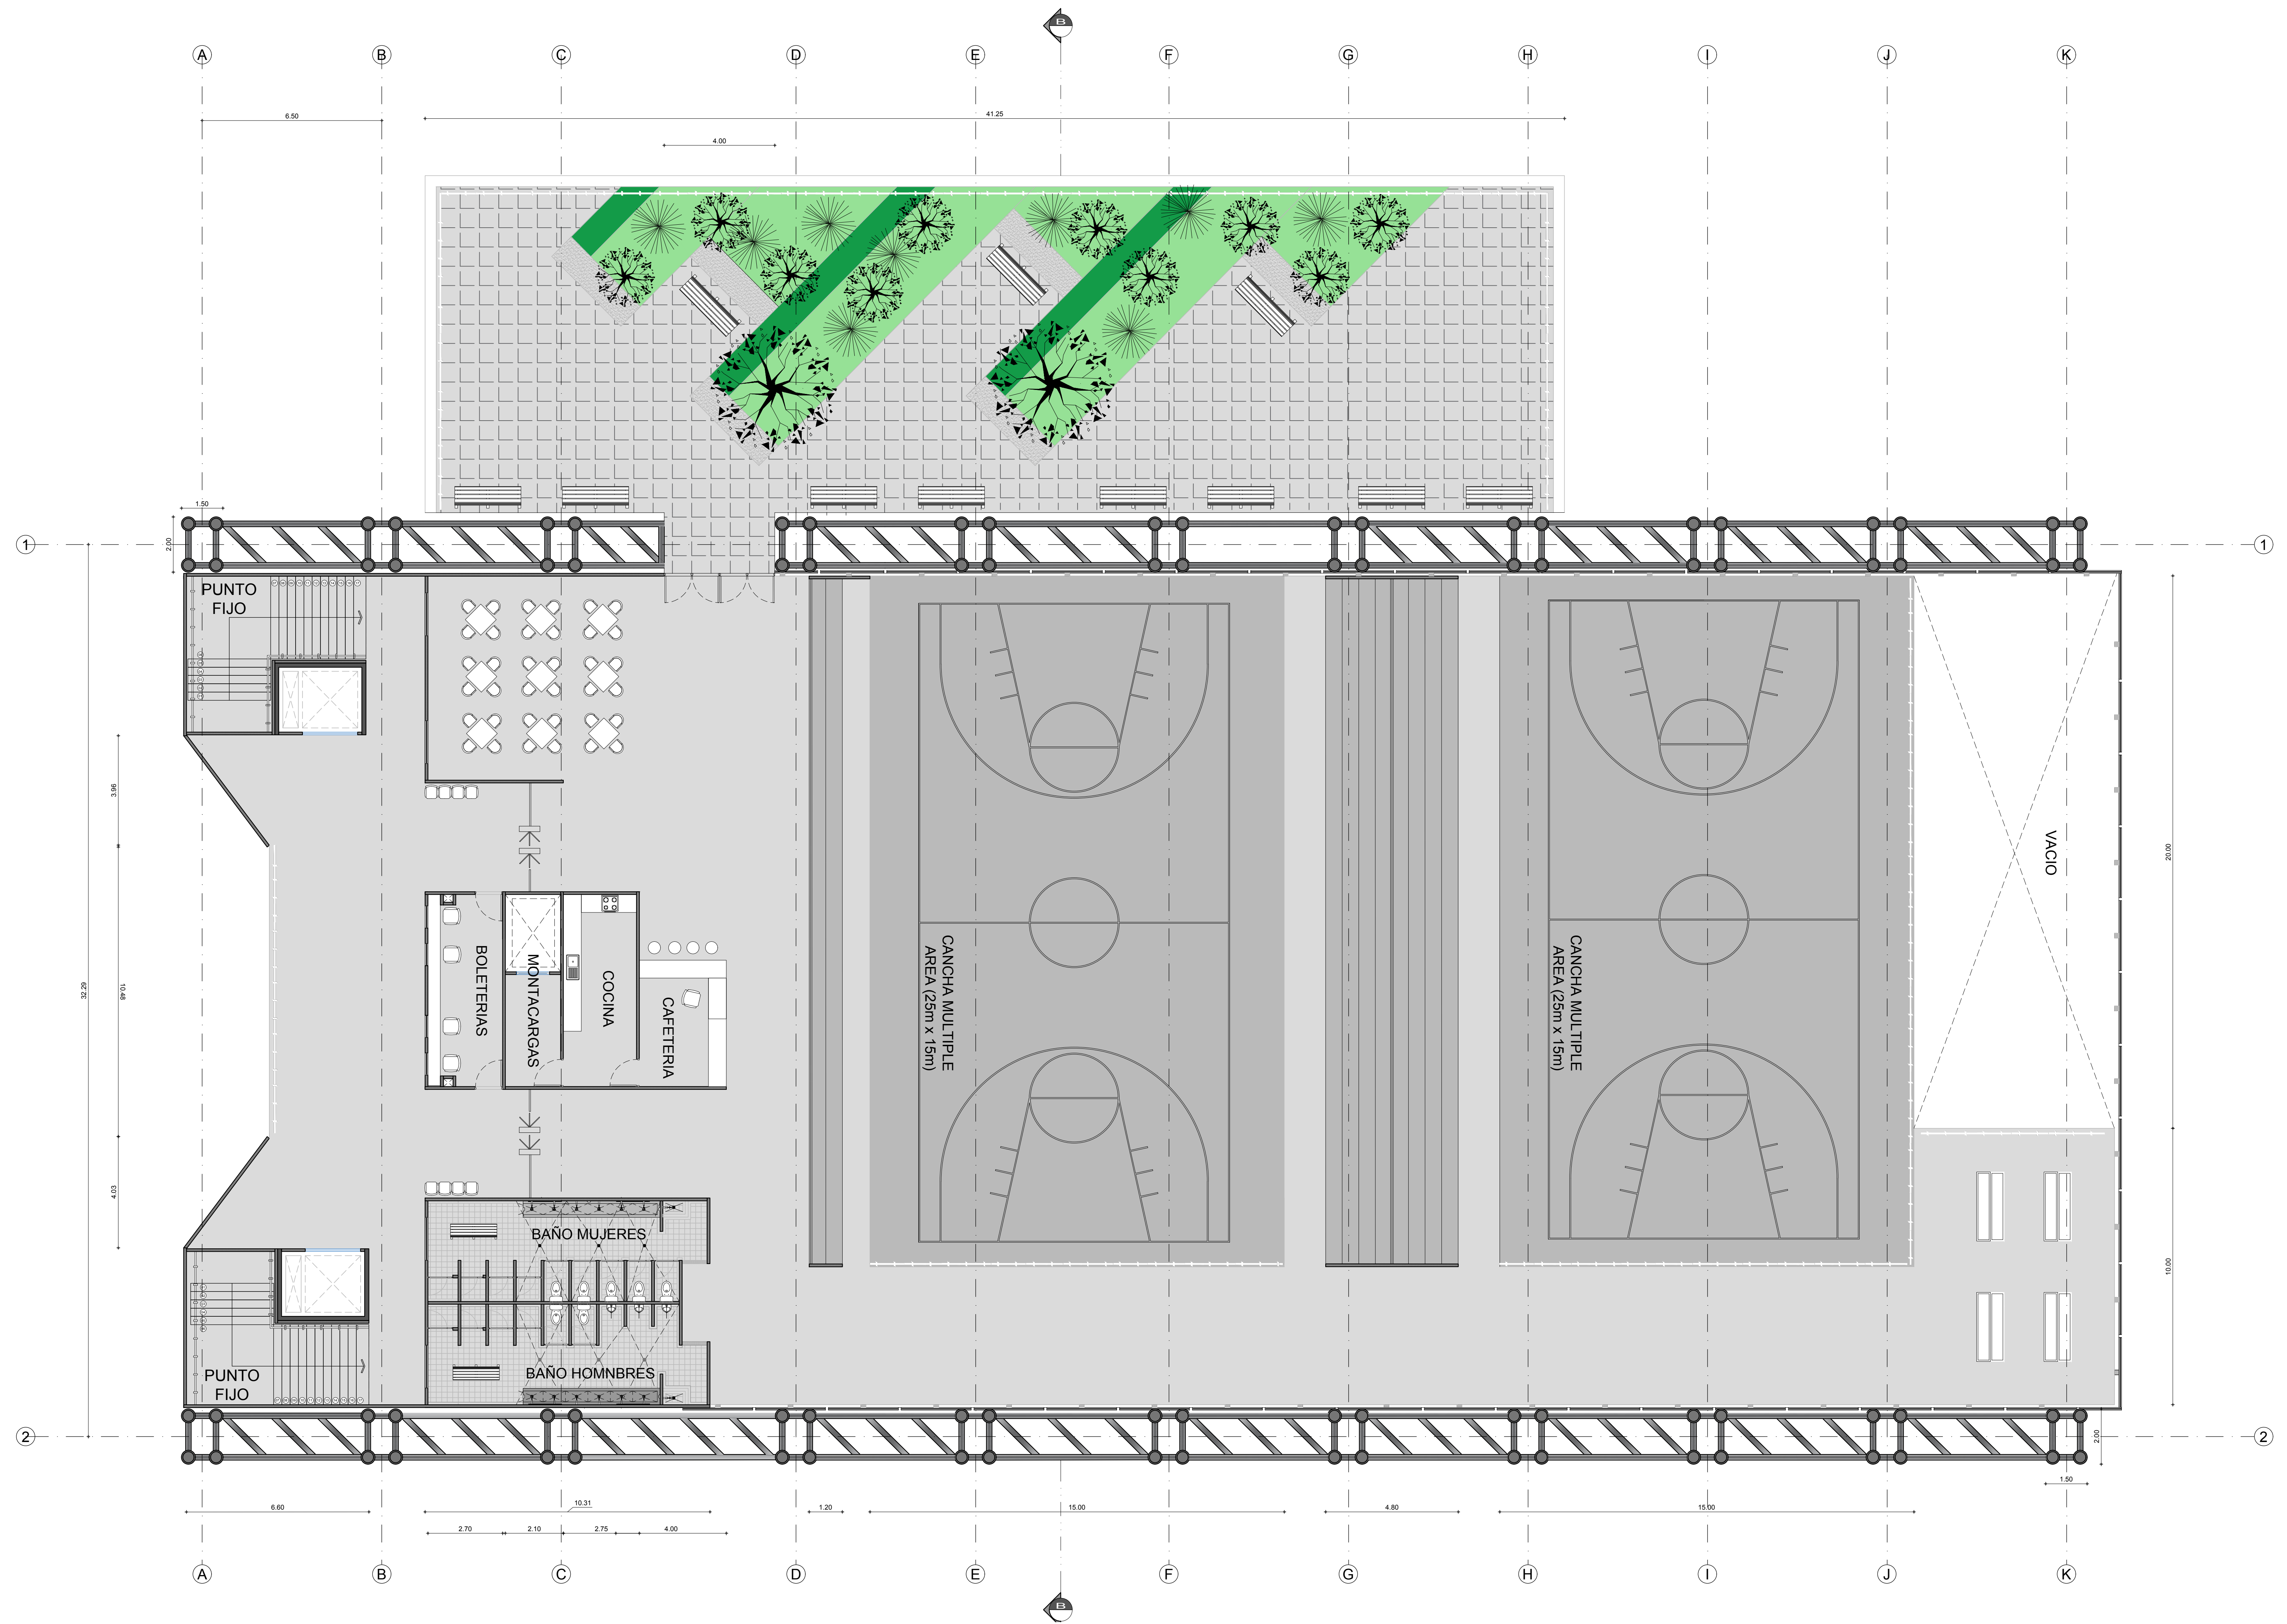 B
A B C D E F G H I J K
6.50
41.25
4.00
1.50
2.00
1 1
PUNTO
FIJO
3.96
10.48
4.03
32.29
20.00
10.00
VACIO
BOLETERIAS
MONTACARGAS
COCINA
CAFETERIA
CANCHA MULTIPLE
AREA (25m x 15m)
CANCHA MULTIPLE
AREA (25m x 15m)
BAÑO MUJERES
BAÑO HOMNBRES
PUNTO
FIJO
2 2
2.00
1.50
6.60
10.31
1.20
15.00
4.80
15.00
2.70
2.10
2.75
4.00
A B C D E F G H I J K
B